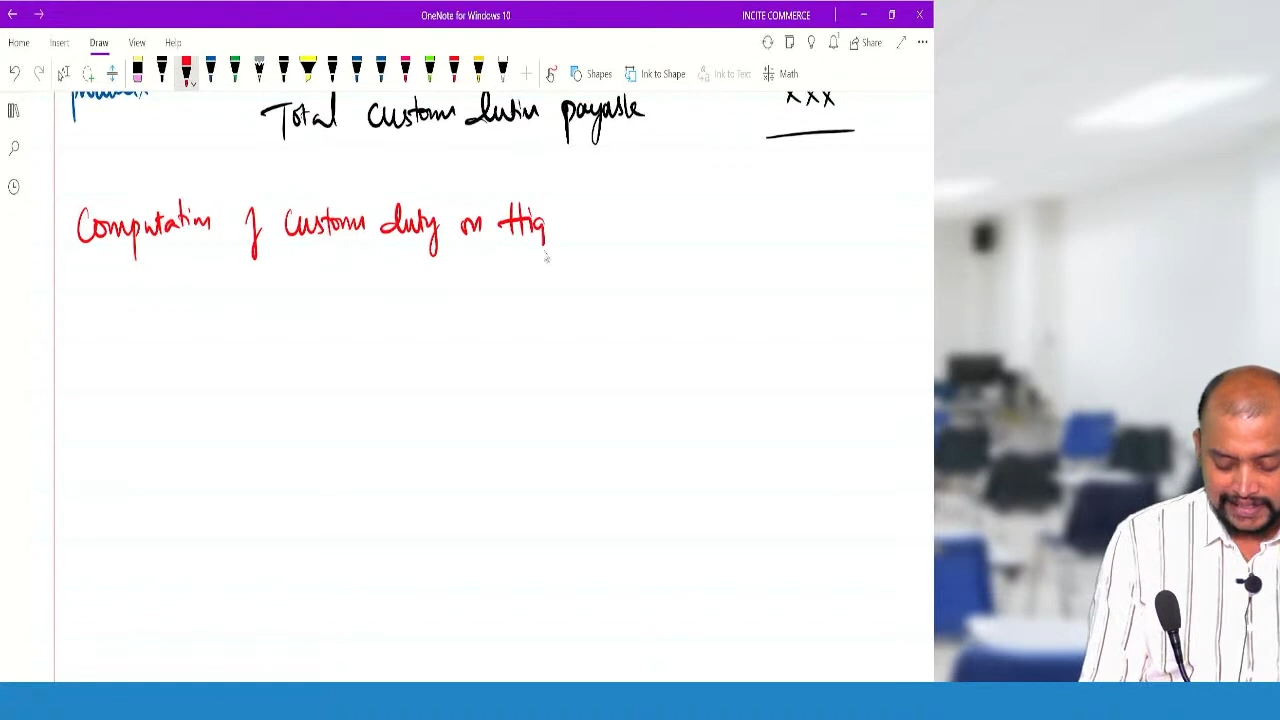 OneNote for Windows 10
INCITE COMMERCE
Home Insert Draw View Help
Share
Shapes Ink to Shape Ink to Text Math
Total custom duties payable
xxx
Computation of custom duty on Hig